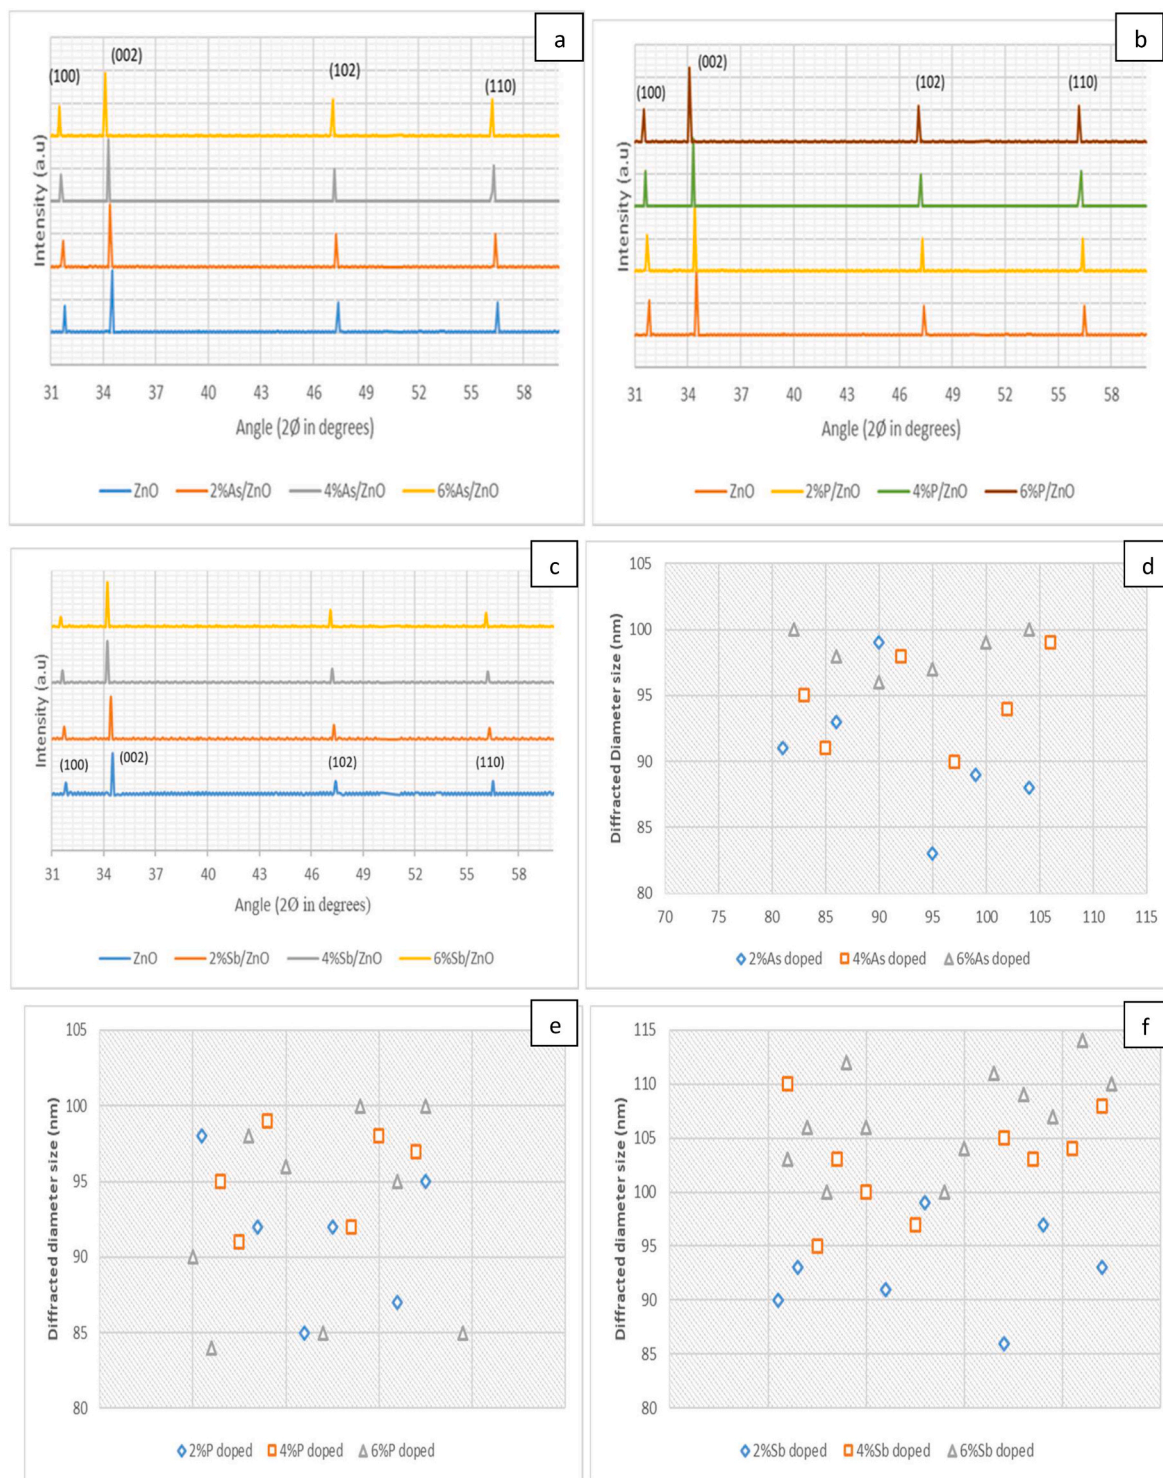 a
(002)
(100)
(102)
(110)
Intensity (a.u)
31 34 37 40 43 46 49 52 55 58
Angle (2Ø in degrees)
ZnO 2%As/ZnO 4%As/ZnO 6%As/ZnO
b
(002)
(100)
(102)
(110)
Intensity (a.u)
31 34 37 40 43 46 49 52 55 58
Angle (2Ø in degrees)
ZnO 2%P/ZnO 4%P/ZnO 6%P/ZnO
c
Intensity (a.u)
(100)
(002)
(102)
(110)
31 34 37 40 43 46 49 52 55 58
Angle (2Ø in degrees)
ZnO 2%Sb/ZnO 4%Sb/ZnO 6%Sb/ZnO
d
Diffracted Diameter size (nm)
105
100
95
90
85
80
70 75 80 85 90 95 100 105 110 115
2%As doped 4%As doped 6%As doped
e
Diffracted diameter size (nm)
105
100
95
90
85
80
2%P doped 4%P doped 6%P doped
f
Diffracted diameter size (nm)
115
110
105
100
95
90
85
80
2%Sb doped 4%Sb doped 6%Sb doped